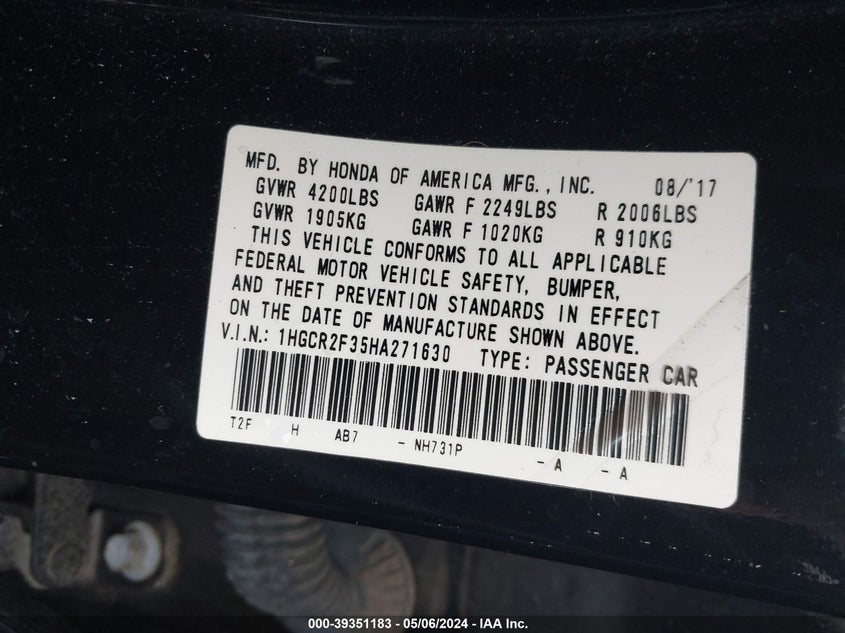 MFD. BY HONDA OF AMERICA MFG., INC. 08/'17
GVWR 4200LBS GAWR F 2249LBS R 2006LBS
GVWR 1905KG GAWR F 1020KG R 910KG
THIS VEHICLE CONFORMS TO ALL APPLICABLE
FEDERAL MOTOR VEHICLE SAFETY, BUMPER,
AND THEFT PREVENTION STANDARDS IN EFFECT
ON THE DATE OF MANUFACTURE SHOWN ABOVE.
V.I.N.: 1HGCR2F35HA271630 TYPE: PASSENGER CAR
T2F H AB7 - NH731P - A - A
000-39351183 - 05/06/2024 - IAA Inc.